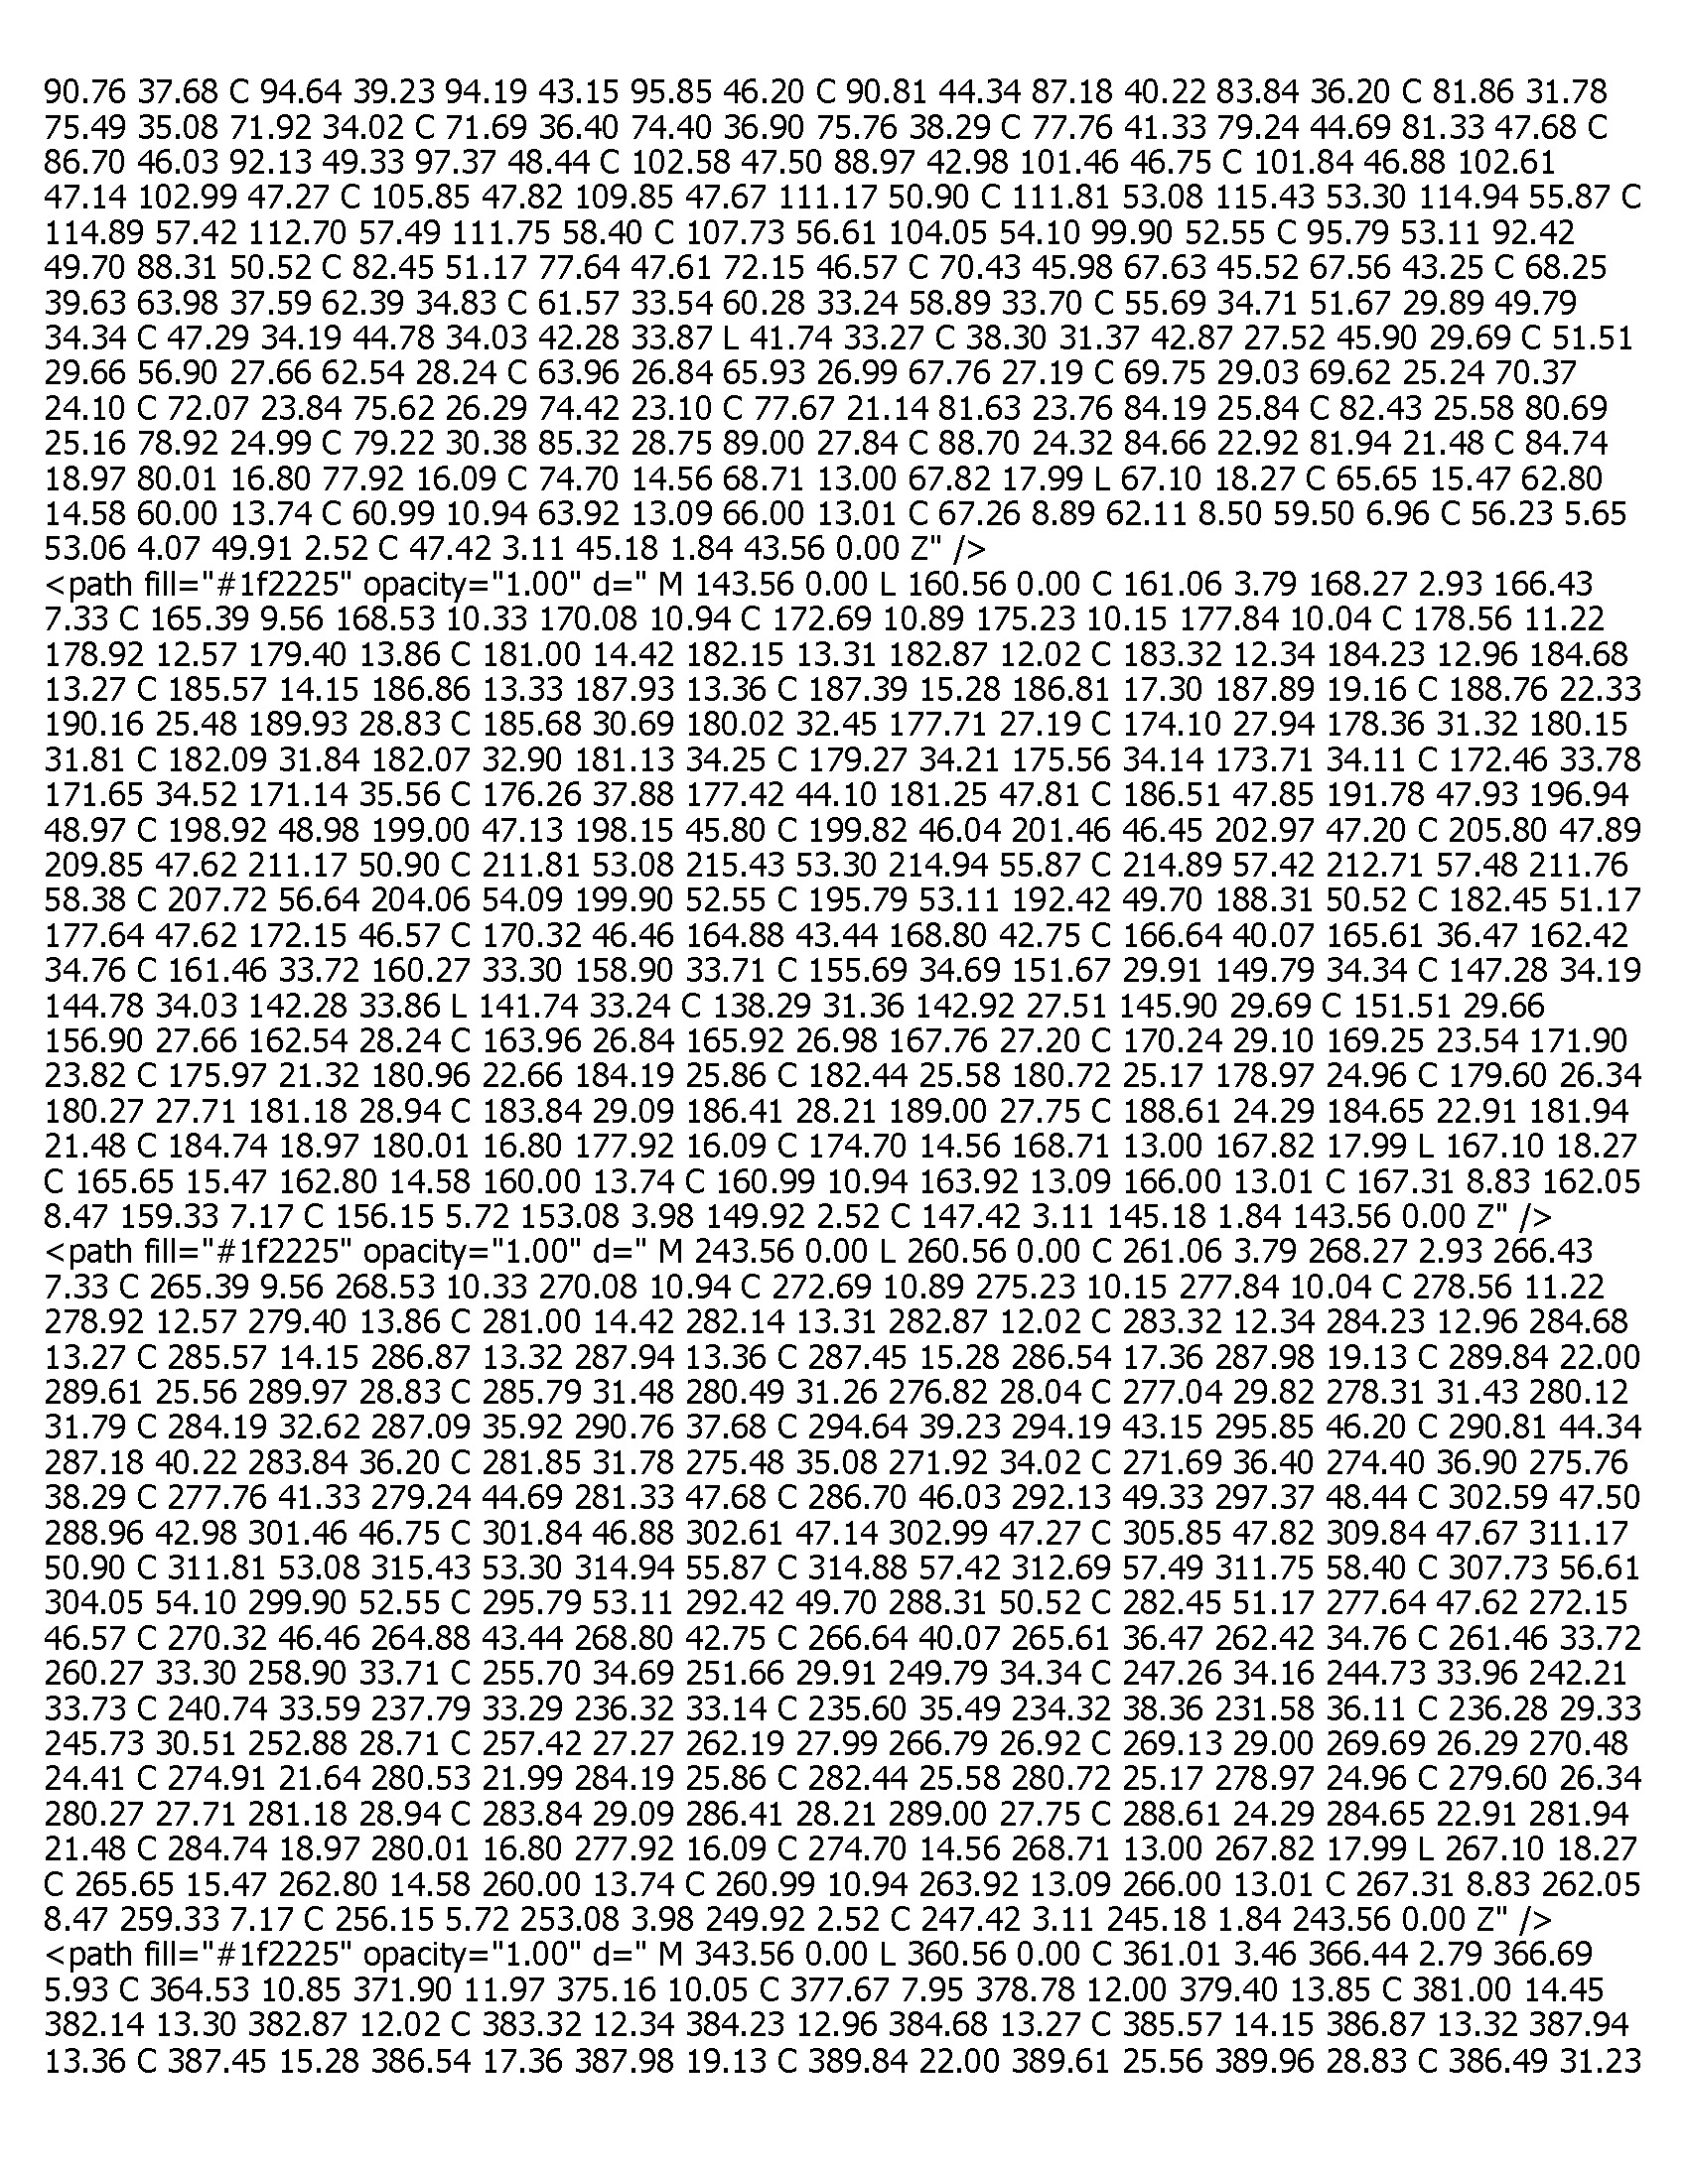 90.76 37.68 C 94.64 39.23 94.19 43.15 95.85 46.20 C 90.81 44.34 87.18 40.22 83.84 36.20 C 81.86 31.78
75.49 35.08 71.92 34.02 C 71.69 36.40 74.40 36.90 75.76 38.29 C 77.76 41.33 79.24 44.69 81.33 47.68 C
86.70 46.03 92.13 49.33 97.37 48.44 C 102.58 47.50 88.97 42.98 101.46 46.75 C 101.84 46.88 102.61
47.14 102.99 47.27 C 105.85 47.82 109.85 47.67 111.17 50.90 C 111.81 53.08 115.43 53.30 114.94 55.87 C
114.89 57.42 112.70 57.49 111.75 58.40 C 107.73 56.61 104.05 54.10 99.90 52.55 C 95.79 53.11 92.42
49.70 88.31 50.52 C 82.45 51.17 77.64 47.61 72.15 46.57 C 70.43 45.98 67.63 45.52 67.56 43.25 C 68.25
39.63 63.98 37.59 62.39 34.83 C 61.57 33.54 60.28 33.24 58.89 33.70 C 55.69 34.71 51.67 29.89 49.79
34.34 C 47.29 34.19 44.78 34.03 42.28 33.87 L 41.74 33.27 C 38.30 31.37 42.87 27.52 45.90 29.69 C 51.51
29.66 56.90 27.66 62.54 28.24 C 63.96 26.84 65.93 26.99 67.76 27.19 C 69.75 29.03 69.62 25.24 70.37
24.10 C 72.07 23.84 75.62 26.29 74.42 23.10 C 77.67 21.14 81.63 23.76 84.19 25.84 C 82.43 25.58 80.69
25.16 78.92 24.99 C 79.22 30.38 85.32 28.75 89.00 27.84 C 88.70 24.32 84.66 22.92 81.94 21.48 C 84.74
18.97 80.01 16.80 77.92 16.09 C 74.70 14.56 68.71 13.00 67.82 17.99 L 67.10 18.27 C 65.65 15.47 62.80
14.58 60.00 13.74 C 60.99 10.94 63.92 13.09 66.00 13.01 C 67.26 8.89 62.11 8.50 59.50 6.96 C 56.23 5.65
53.06 4.07 49.91 2.52 C 47.42 3.11 45.18 1.84 43.56 0.00 Z" />
<path fill="#1f2225" opacity="1.00" d=" M 143.56 0.00 L 160.56 0.00 C 161.06 3.79 168.27 2.93 166.43
7.33 C 165.39 9.56 168.53 10.33 170.08 10.94 C 172.69 10.89 175.23 10.15 177.84 10.04 C 178.56 11.22
178.92 12.57 179.40 13.86 C 181.00 14.42 182.15 13.31 182.87 12.02 C 183.32 12.34 184.23 12.96 184.68
13.27 C 185.57 14.15 186.86 13.33 187.93 13.36 C 187.39 15.28 186.81 17.30 187.89 19.16 C 188.76 22.33
190.16 25.48 189.93 28.83 C 185.68 30.69 180.02 32.45 177.71 27.19 C 174.10 27.94 178.36 31.32 180.15
31.81 C 182.09 31.84 182.07 32.90 181.13 34.25 C 179.27 34.21 175.56 34.14 173.71 34.11 C 172.46 33.78
171.65 34.52 171.14 35.56 C 176.26 37.88 177.42 44.10 181.25 47.81 C 186.51 47.85 191.78 47.93 196.94
48.97 C 198.92 48.98 199.00 47.13 198.15 45.80 C 199.82 46.04 201.46 46.45 202.97 47.20 C 205.80 47.89
209.85 47.62 211.17 50.90 C 211.81 53.08 215.43 53.30 214.94 55.87 C 214.89 57.42 212.71 57.48 211.76
58.38 C 207.72 56.64 204.06 54.09 199.90 52.55 C 195.79 53.11 192.42 49.70 188.31 50.52 C 182.45 51.17
177.64 47.62 172.15 46.57 C 170.32 46.46 164.88 43.44 168.80 42.75 C 166.64 40.07 165.61 36.47 162.42
34.76 C 161.46 33.72 160.27 33.30 158.90 33.71 C 155.69 34.69 151.67 29.91 149.79 34.34 C 147.28 34.19
144.78 34.03 142.28 33.86 L 141.74 33.24 C 138.29 31.36 142.92 27.51 145.90 29.69 C 151.51 29.66
156.90 27.66 162.54 28.24 C 163.96 26.84 165.92 26.98 167.76 27.20 C 170.24 29.10 169.25 23.54 171.90
23.82 C 175.97 21.32 180.96 22.66 184.19 25.86 C 182.44 25.58 180.72 25.17 178.97 24.96 C 179.60 26.34
180.27 27.71 181.18 28.94 C 183.84 29.09 186.41 28.21 189.00 27.75 C 188.61 24.29 184.65 22.91 181.94
21.48 C 184.74 18.97 180.01 16.80 177.92 16.09 C 174.70 14.56 168.71 13.00 167.82 17.99 L 167.10 18.27
C 165.65 15.47 162.80 14.58 160.00 13.74 C 160.99 10.94 163.92 13.09 166.00 13.01 C 167.31 8.83 162.05
8.47 159.33 7.17 C 156.15 5.72 153.08 3.98 149.92 2.52 C 147.42 3.11 145.18 1.84 143.56 0.00 Z" />
<path fill="#1f2225" opacity="1.00" d=" M 243.56 0.00 L 260.56 0.00 C 261.06 3.79 268.27 2.93 266.43
7.33 C 265.39 9.56 268.53 10.33 270.08 10.94 C 272.69 10.89 275.23 10.15 277.84 10.04 C 278.56 11.22
278.92 12.57 279.40 13.86 C 281.00 14.42 282.14 13.31 282.87 12.02 C 283.32 12.34 284.23 12.96 284.68
13.27 C 285.57 14.15 286.87 13.32 287.94 13.36 C 287.45 15.28 286.54 17.36 287.98 19.13 C 289.84 22.00
289.61 25.56 289.97 28.83 C 285.79 31.48 280.49 31.26 276.82 28.04 C 277.04 29.82 278.31 31.43 280.12
31.79 C 284.19 32.62 287.09 35.92 290.76 37.68 C 294.64 39.23 294.19 43.15 295.85 46.20 C 290.81 44.34
287.18 40.22 283.84 36.20 C 281.85 31.78 275.48 35.08 271.92 34.02 C 271.69 36.40 274.40 36.90 275.76
38.29 C 277.76 41.33 279.24 44.69 281.33 47.68 C 286.70 46.03 292.13 49.33 297.37 48.44 C 302.59 47.50
288.96 42.98 301.46 46.75 C 301.84 46.88 302.61 47.14 302.99 47.27 C 305.85 47.82 309.84 47.67 311.17
50.90 C 311.81 53.08 315.43 53.30 314.94 55.87 C 314.88 57.42 312.69 57.49 311.75 58.40 C 307.73 56.61
304.05 54.10 299.90 52.55 C 295.79 53.11 292.42 49.70 288.31 50.52 C 282.45 51.17 277.64 47.62 272.15
46.57 C 270.32 46.46 264.88 43.44 268.80 42.75 C 266.64 40.07 265.61 36.47 262.42 34.76 C 261.46 33.72
260.27 33.30 258.90 33.71 C 255.70 34.69 251.66 29.91 249.79 34.34 C 247.26 34.16 244.73 33.96 242.21
33.73 C 240.74 33.59 237.79 33.29 236.32 33.14 C 235.60 35.49 234.32 38.36 231.58 36.11 C 236.28 29.33
245.73 30.51 252.88 28.71 C 257.42 27.27 262.19 27.99 266.79 26.92 C 269.13 29.00 269.69 26.29 270.48
24.41 C 274.91 21.64 280.53 21.99 284.19 25.86 C 282.44 25.58 280.72 25.17 278.97 24.96 C 279.60 26.34
280.27 27.71 281.18 28.94 C 283.84 29.09 286.41 28.21 289.00 27.75 C 288.61 24.29 284.65 22.91 281.94
21.48 C 284.74 18.97 280.01 16.80 277.92 16.09 C 274.70 14.56 268.71 13.00 267.82 17.99 L 267.10 18.27
C 265.65 15.47 262.80 14.58 260.00 13.74 C 260.99 10.94 263.92 13.09 266.00 13.01 C 267.31 8.83 262.05
8.47 259.33 7.17 C 256.15 5.72 253.08 3.98 249.92 2.52 C 247.42 3.11 245.18 1.84 243.56 0.00 Z" />
<path fill="#1f2225" opacity="1.00" d=" M 343.56 0.00 L 360.56 0.00 C 361.01 3.46 366.44 2.79 366.69
5.93 C 364.53 10.85 371.90 11.97 375.16 10.05 C 377.67 7.95 378.78 12.00 379.40 13.85 C 381.00 14.45
382.14 13.30 382.87 12.02 C 383.32 12.34 384.23 12.96 384.68 13.27 C 385.57 14.15 386.87 13.32 387.94
13.36 C 387.45 15.28 386.54 17.36 387.98 19.13 C 389.84 22.00 389.61 25.56 389.96 28.83 C 386.49 31.23